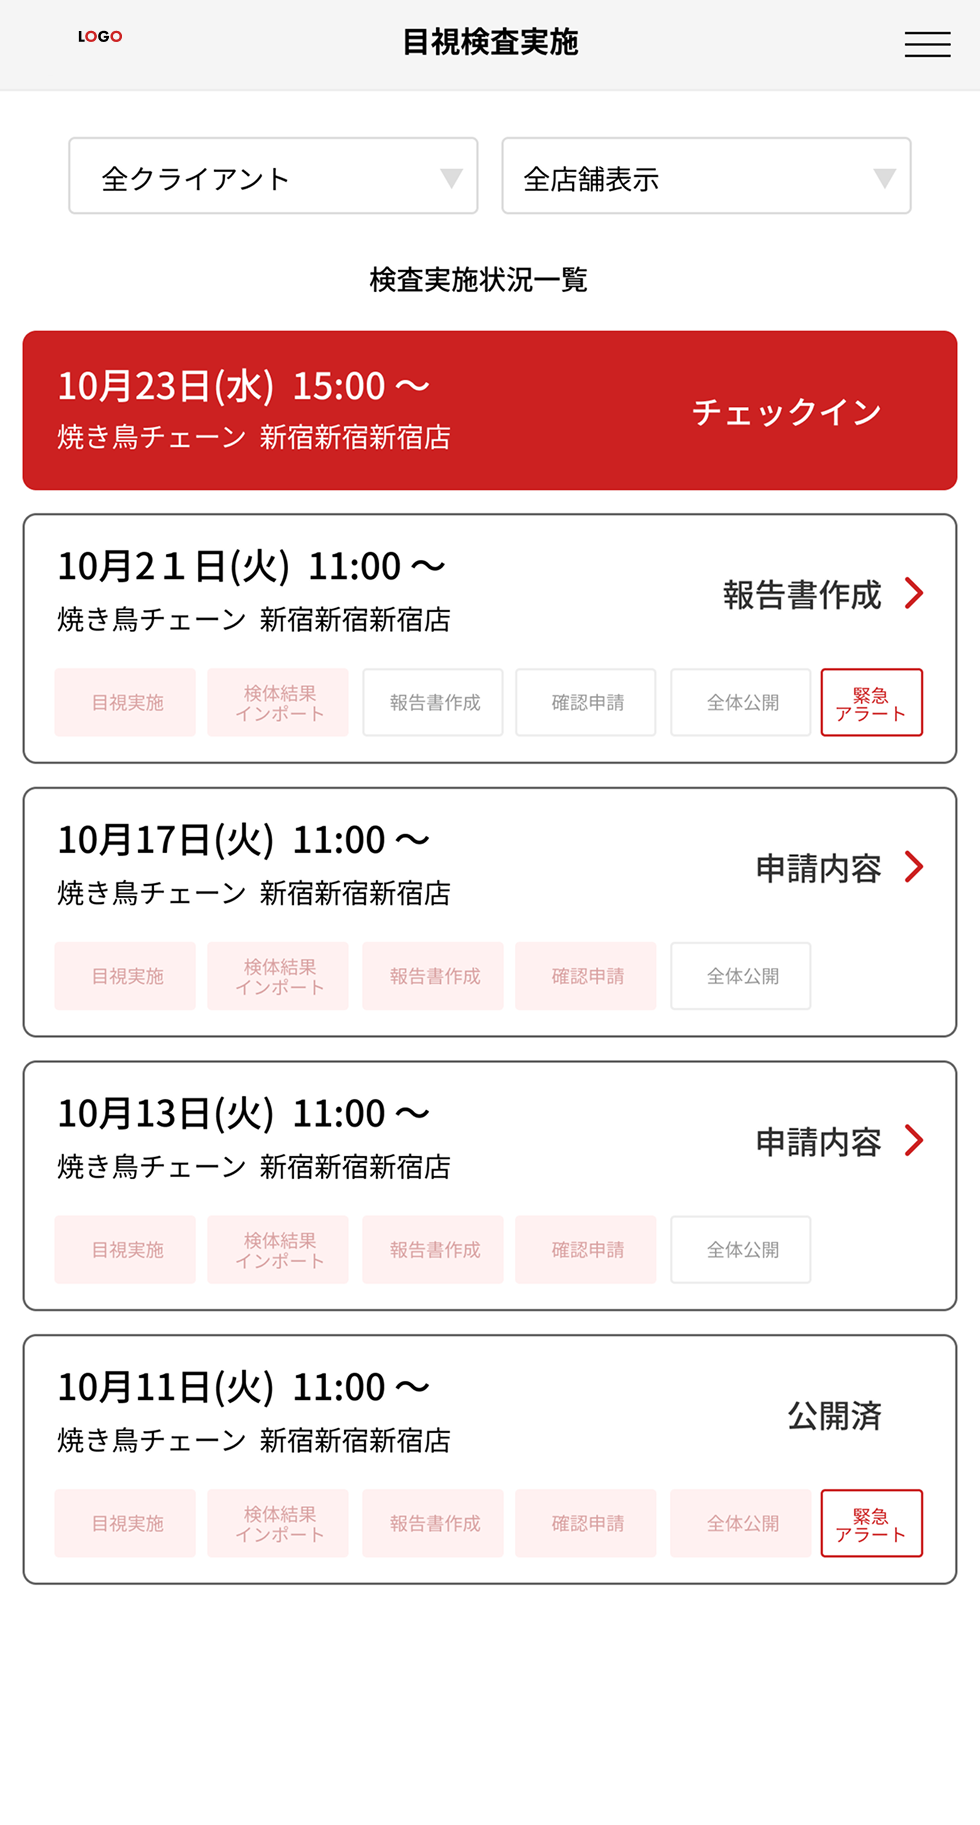 LOGO
目視検査実施
全クライアント
全店舗表示
検査実施状況一覧
10月23日(水) 15:00 〜
焼き鳥チェーン 新宿新宿新宿店
チェックイン
10月2１日(火) 11:00 〜
焼き鳥チェーン 新宿新宿新宿店
報告書作成
目視実施
検体結果
インポート
報告書作成
確認申請
全体公開
緊急
アラート
10月17日(火) 11:00 〜
焼き鳥チェーン 新宿新宿新宿店
申請内容
目視実施
検体結果
インポート
報告書作成
確認申請
全体公開
10月13日(火) 11:00 〜
焼き鳥チェーン 新宿新宿新宿店
申請内容
目視実施
検体結果
インポート
報告書作成
確認申請
全体公開
10月11日(火) 11:00 〜
焼き鳥チェーン 新宿新宿新宿店
公開済
目視実施
検体結果
インポート
報告書作成
確認申請
全体公開
緊急
アラート